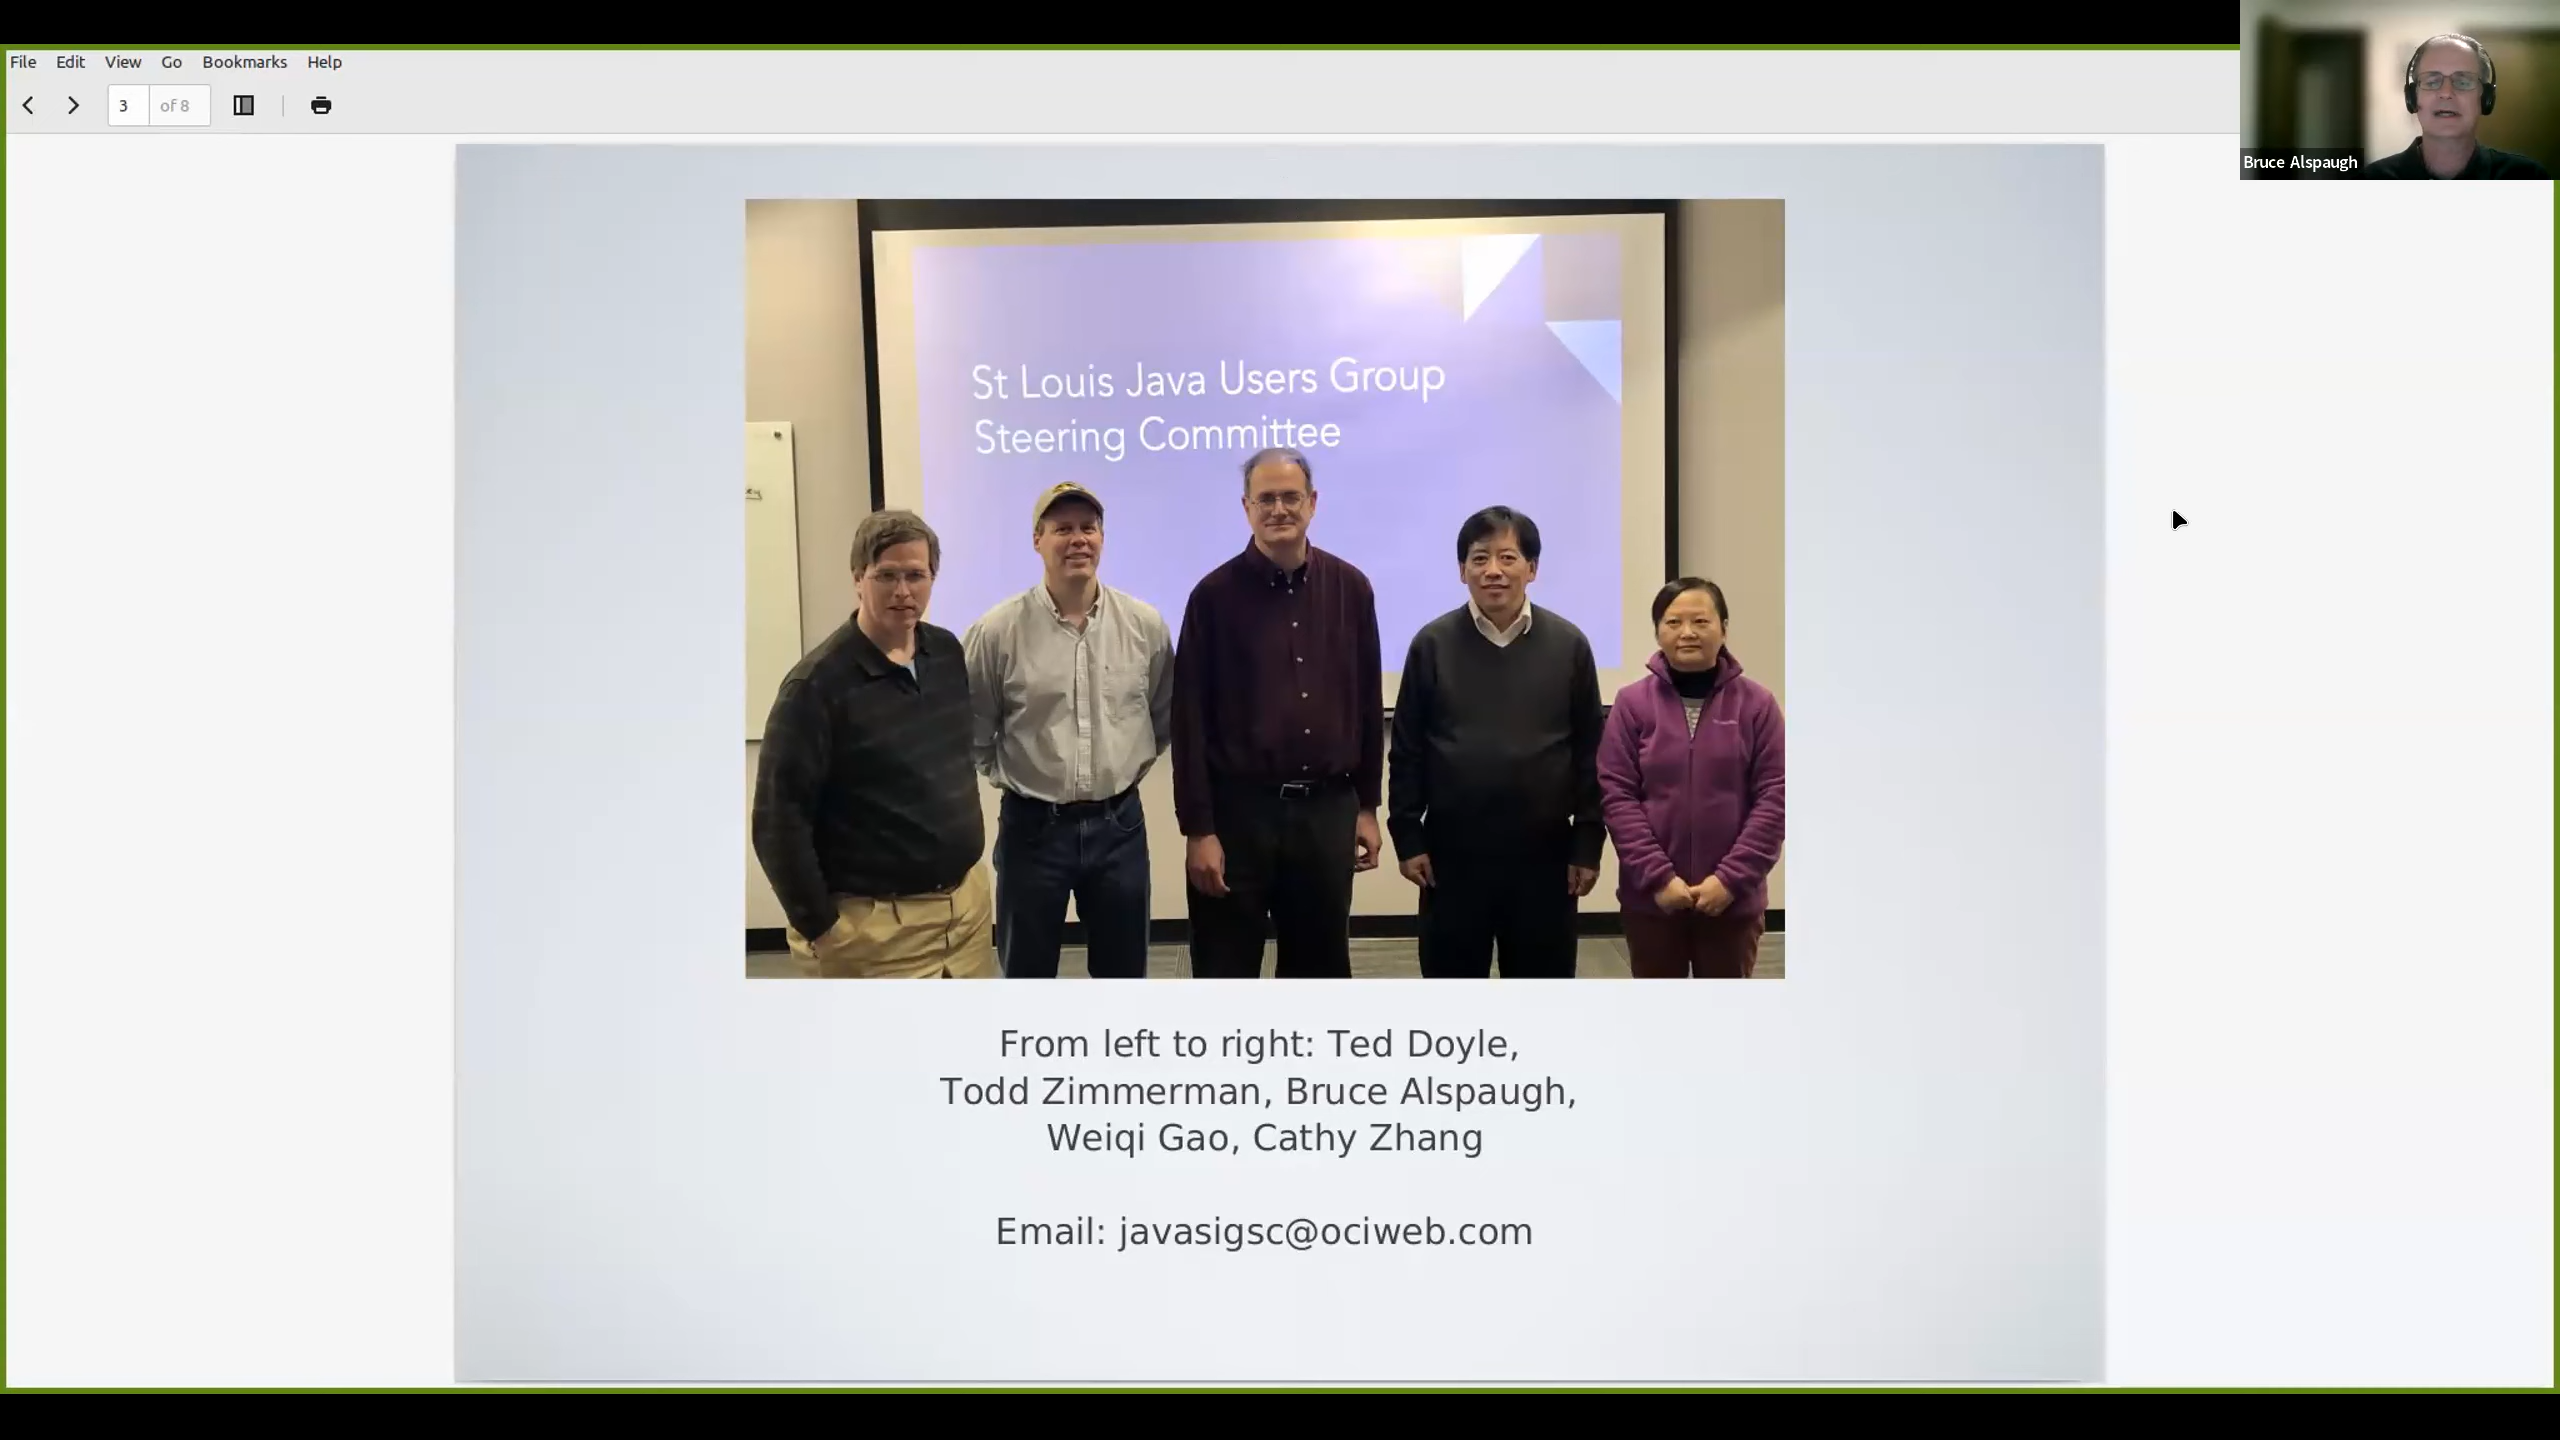 File Edit View Go Bookmarks Help
3 of 8
Bruce Alspaugh
St Louis Java Users Group
Steering Committee
From left to right: Ted Doyle,
Todd Zimmerman, Bruce Alspaugh,
Weiqi Gao, Cathy Zhang
Email: javasigsc@ociweb.com